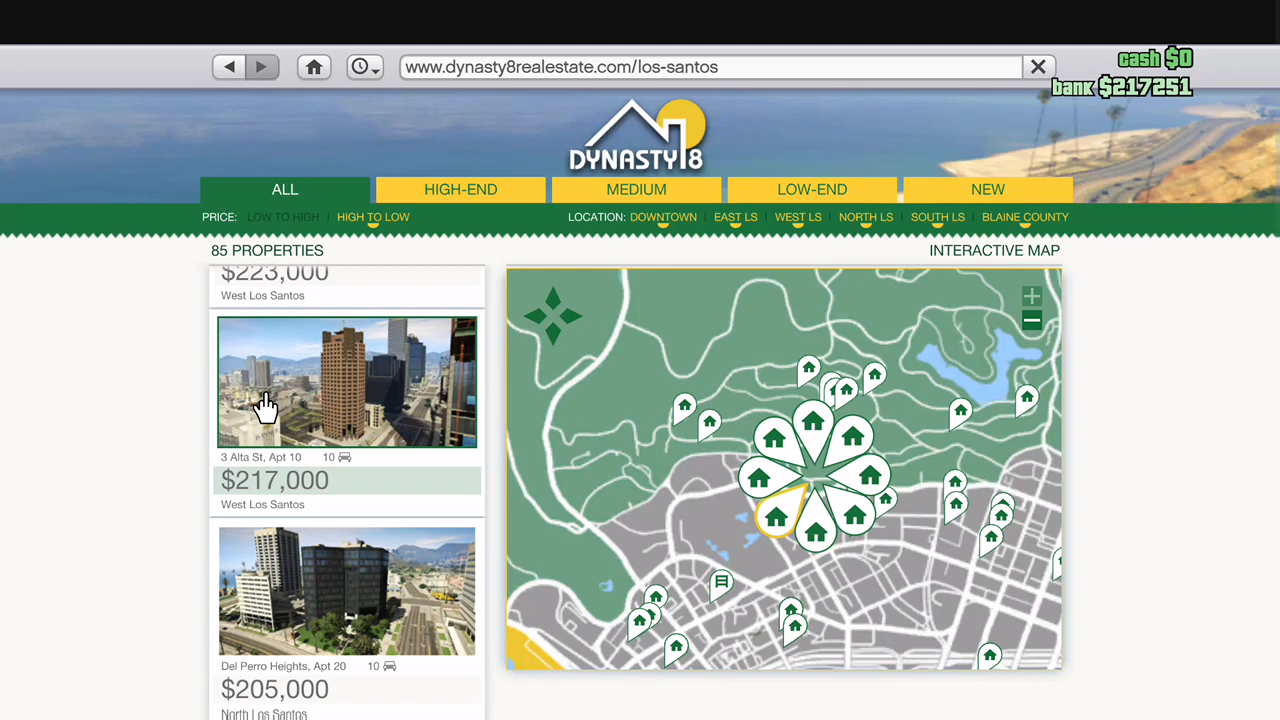 www.dynasty8realestate.com/los-santos
cash $0
bank $217251
DYNASTY8
ALL
HIGH-END
MEDIUM
LOW-END
NEW
PRICE: LOW TO HIGH | HIGH TO LOW
LOCATION: DOWNTOWN | EAST LS | WEST LS | NORTH LS | SOUTH LS | BLAINE COUNTY
85 PROPERTIES
INTERACTIVE MAP
$223,000
West Los Santos
3 Alta St, Apt 10 10
$217,000
West Los Santos
Del Perro Heights, Apt 20 10
$205,000
North Los Santos